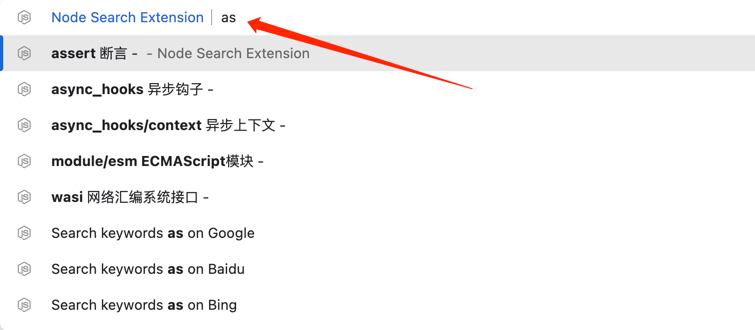 Node Search Extension | as
assert 断言 - - Node Search Extension
async_hooks 异步钩子 -
async_hooks/context 异步上下文 -
module/esm ECMAScript模块 -
wasi 网络汇编系统接口 -
Search keywords as on Google
Search keywords as on Baidu
Search keywords as on Bing